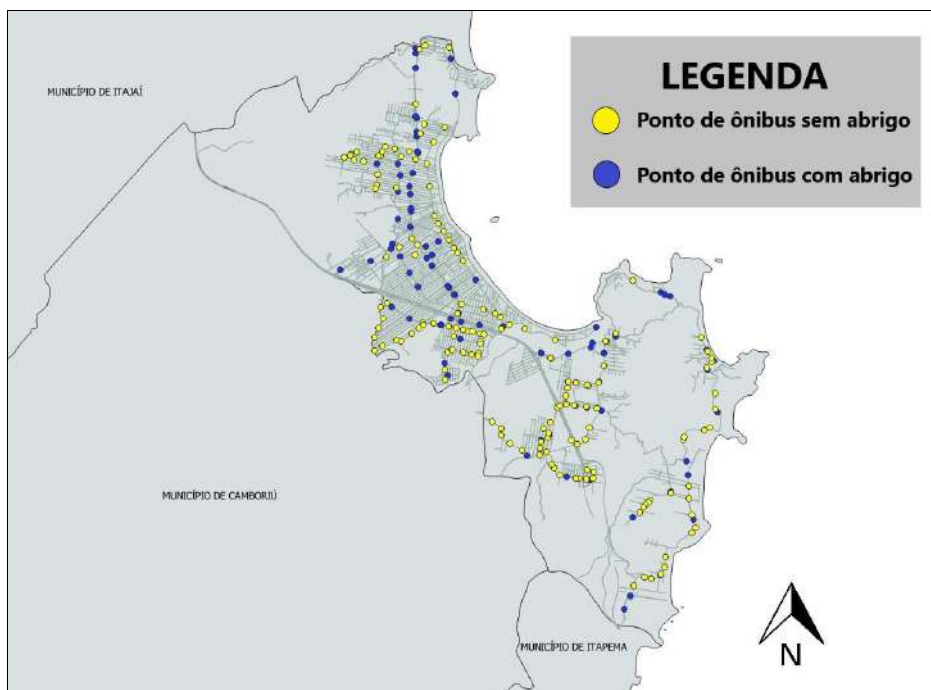 LEGENDA
MUNICÍPIO DE ITAJAÍ
Ponto de ônibus sem abrigo
Ponto de ônibus com abrigo
MUNICÍPIO DE CAMBORIÚ
MUNICÍPIO DE ITAPEMA
N